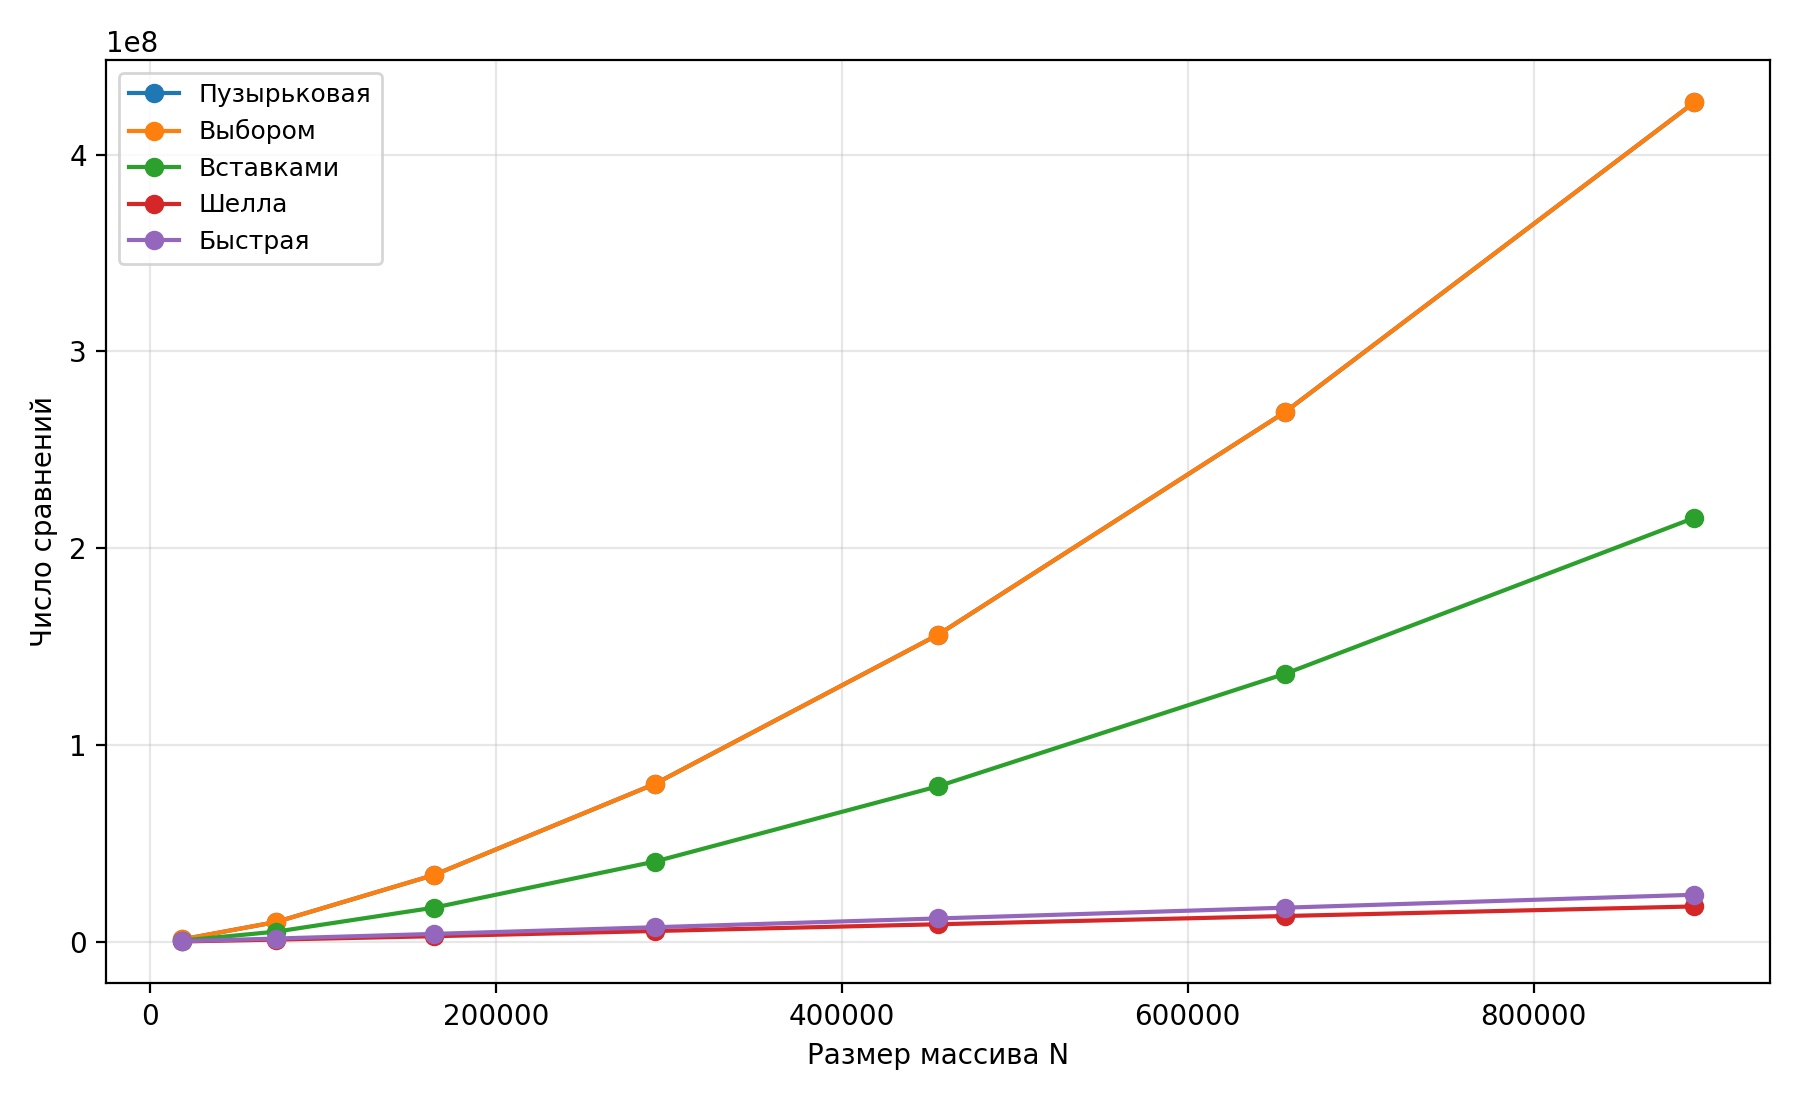 1e8
Пузырьковая
Выбором
Вставками
Шелла
Быстрая
4
3
2
1
0
Число сравнений
0 200000 400000 600000 800000
Размер массива N